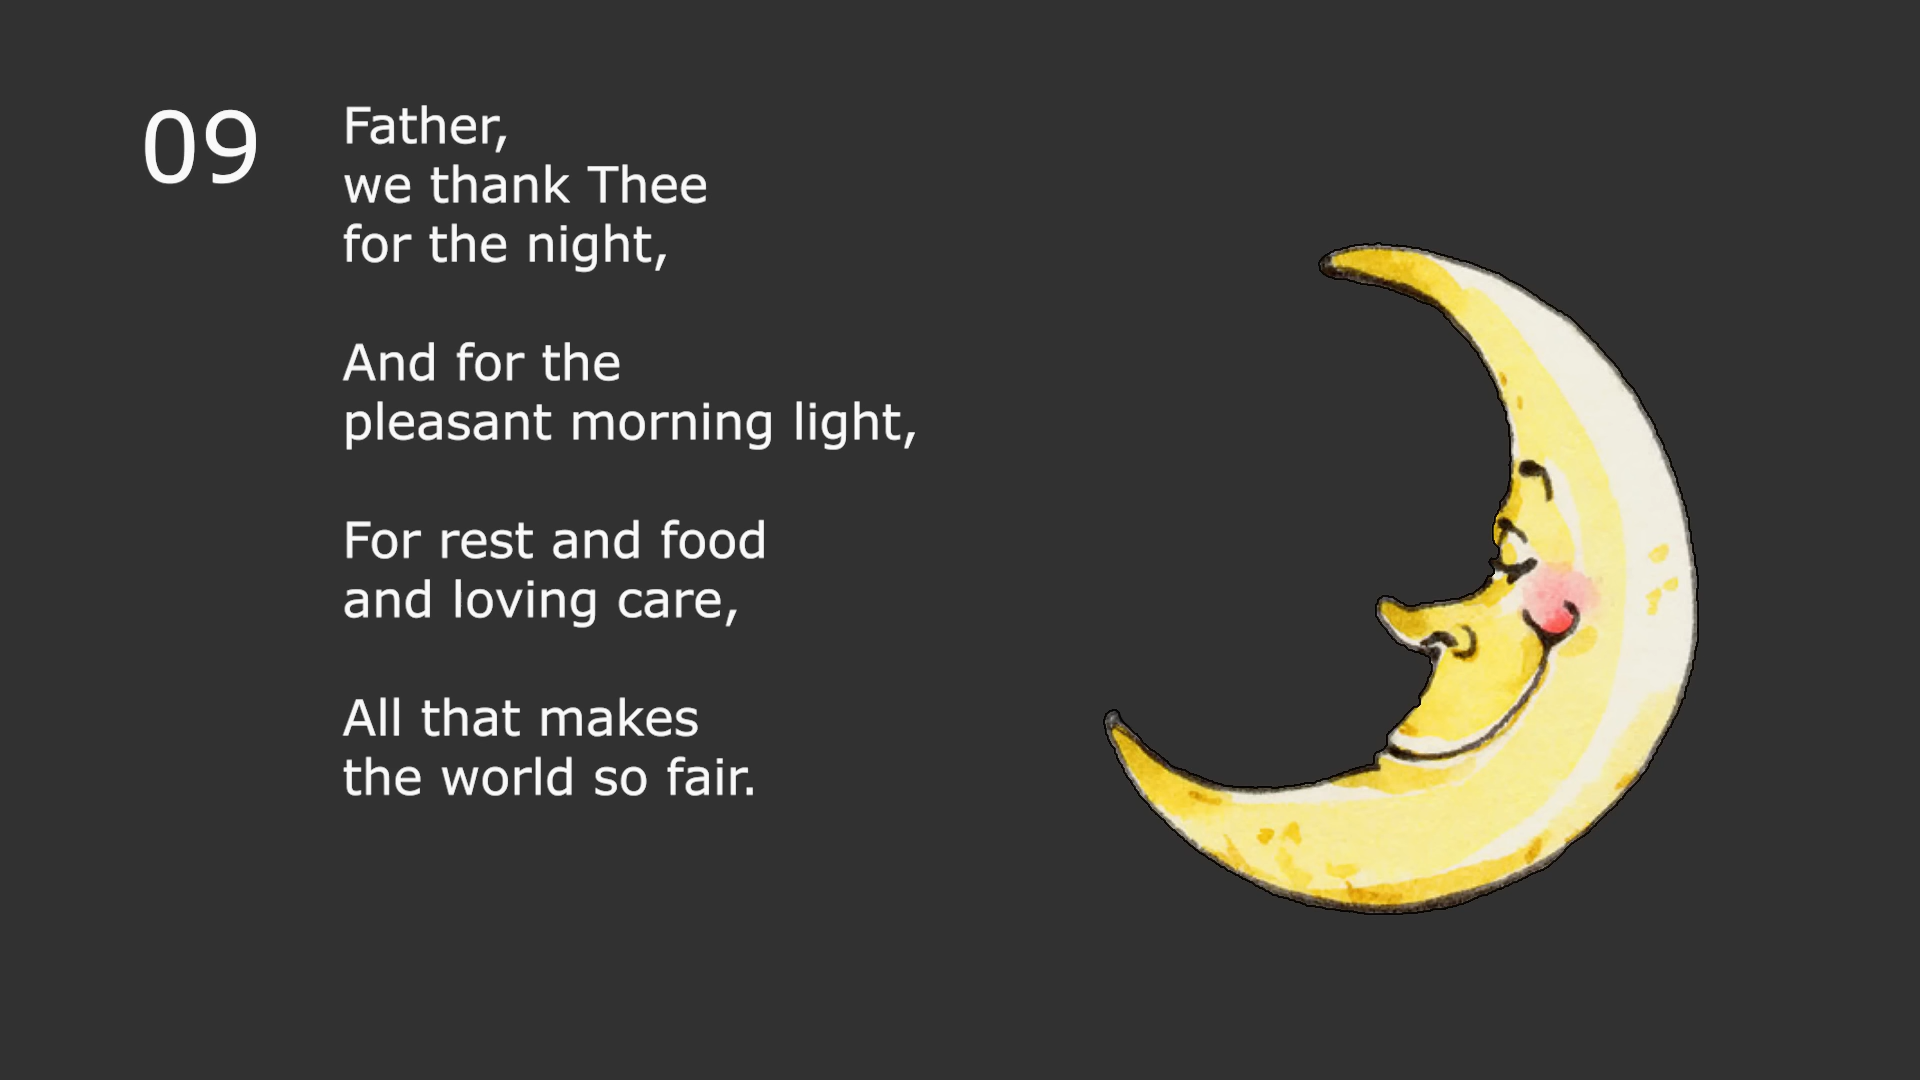 09
Father,
we thank Thee
for the night,
And for the
pleasant morning light,
For rest and food
and loving care,
All that makes
the world so fair.